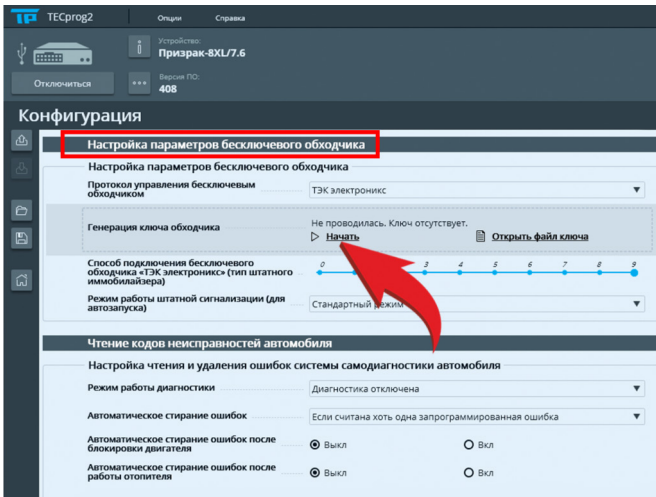 TECprog2
Опции
Справка
Устройство:
Призрак-8XL/7.6
Отключиться
Версия ПО:
408
Конфигурация
Настройка параметров бесключевого обходчика
Настройка параметров бесключевого обходчика
Протокол управления бесключевым
обходчиком
ТЭК электроникс
Генерация ключа обходчика
Не проводилась. Ключ отсутствует.
Начать
Открыть файл ключа
Способ подключения бесключевого
обходчика «ТЭК электроникс» (тип штатного
иммобилайзера)
0 3 4 5 6 7 8 9
Режим работы штатной сигнализации (для
автозапуска)
Стандартный режим
Чтение кодов неисправностей автомобиля
Настройка чтения и удаления ошибок системы самодиагностики автомобиля
Режим работы диагностики
Диагностика отключена
Автоматическое стирание ошибок
Если считана хоть одна запрограммированная ошибка
Автоматическое стирание ошибок после
блокировки двигателя
Выкл
Вкл
Автоматическое стирание ошибок после
работы отопителя
Выкл
Вкл